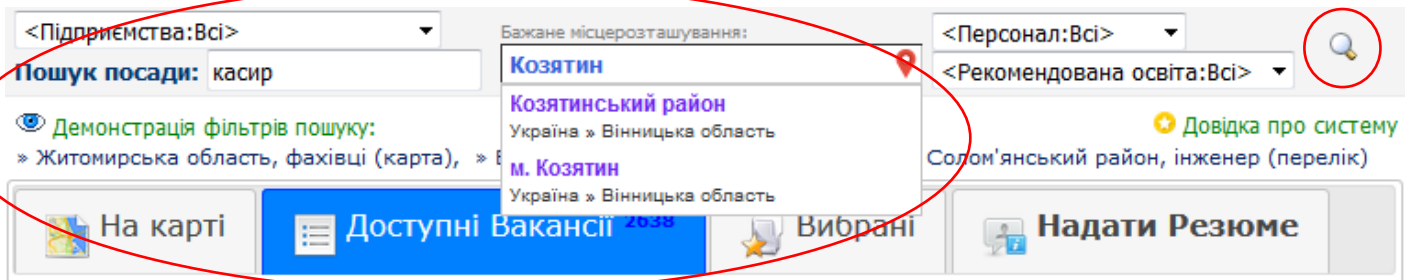 <Підприємства:Всі>
Бажане місцерозташування:
<Персонал:Всі>
Пошук посади: касир
Козятин
<Рекомендована освіта:Всі>
Козятинський район
Україна » Вінницька область
м. Козятин
Україна » Вінницька область
Демонстрація фільтрів пошуку:
Довідка про систему
» Житомирська область, фахівці (карта), »
Солом'янський район, інженер (перелік)
На карті
Доступні Вакансії 2638
Вибрані
Надати Резюме